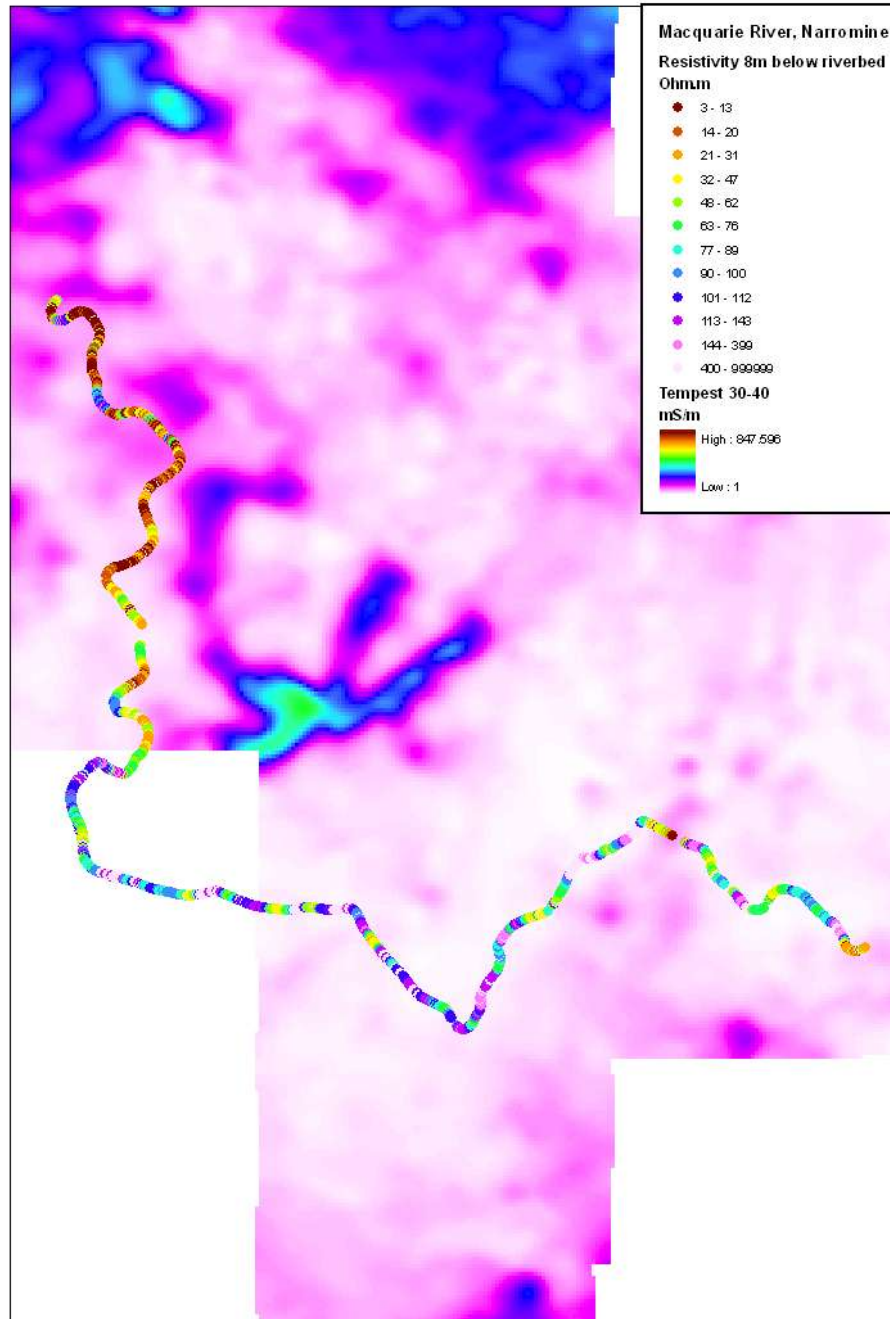 Macquarie River, Narromine
Resistivity 8m below riverbed
Ohm.m
3 - 13
14 - 20
21 - 31
32 - 47
48 - 62
63 - 76
77 - 89
90 - 100
101 - 112
113 - 143
144 - 399
400 - 999999
Tempest 30-40
mS/m
High : 847.596
Low : 1